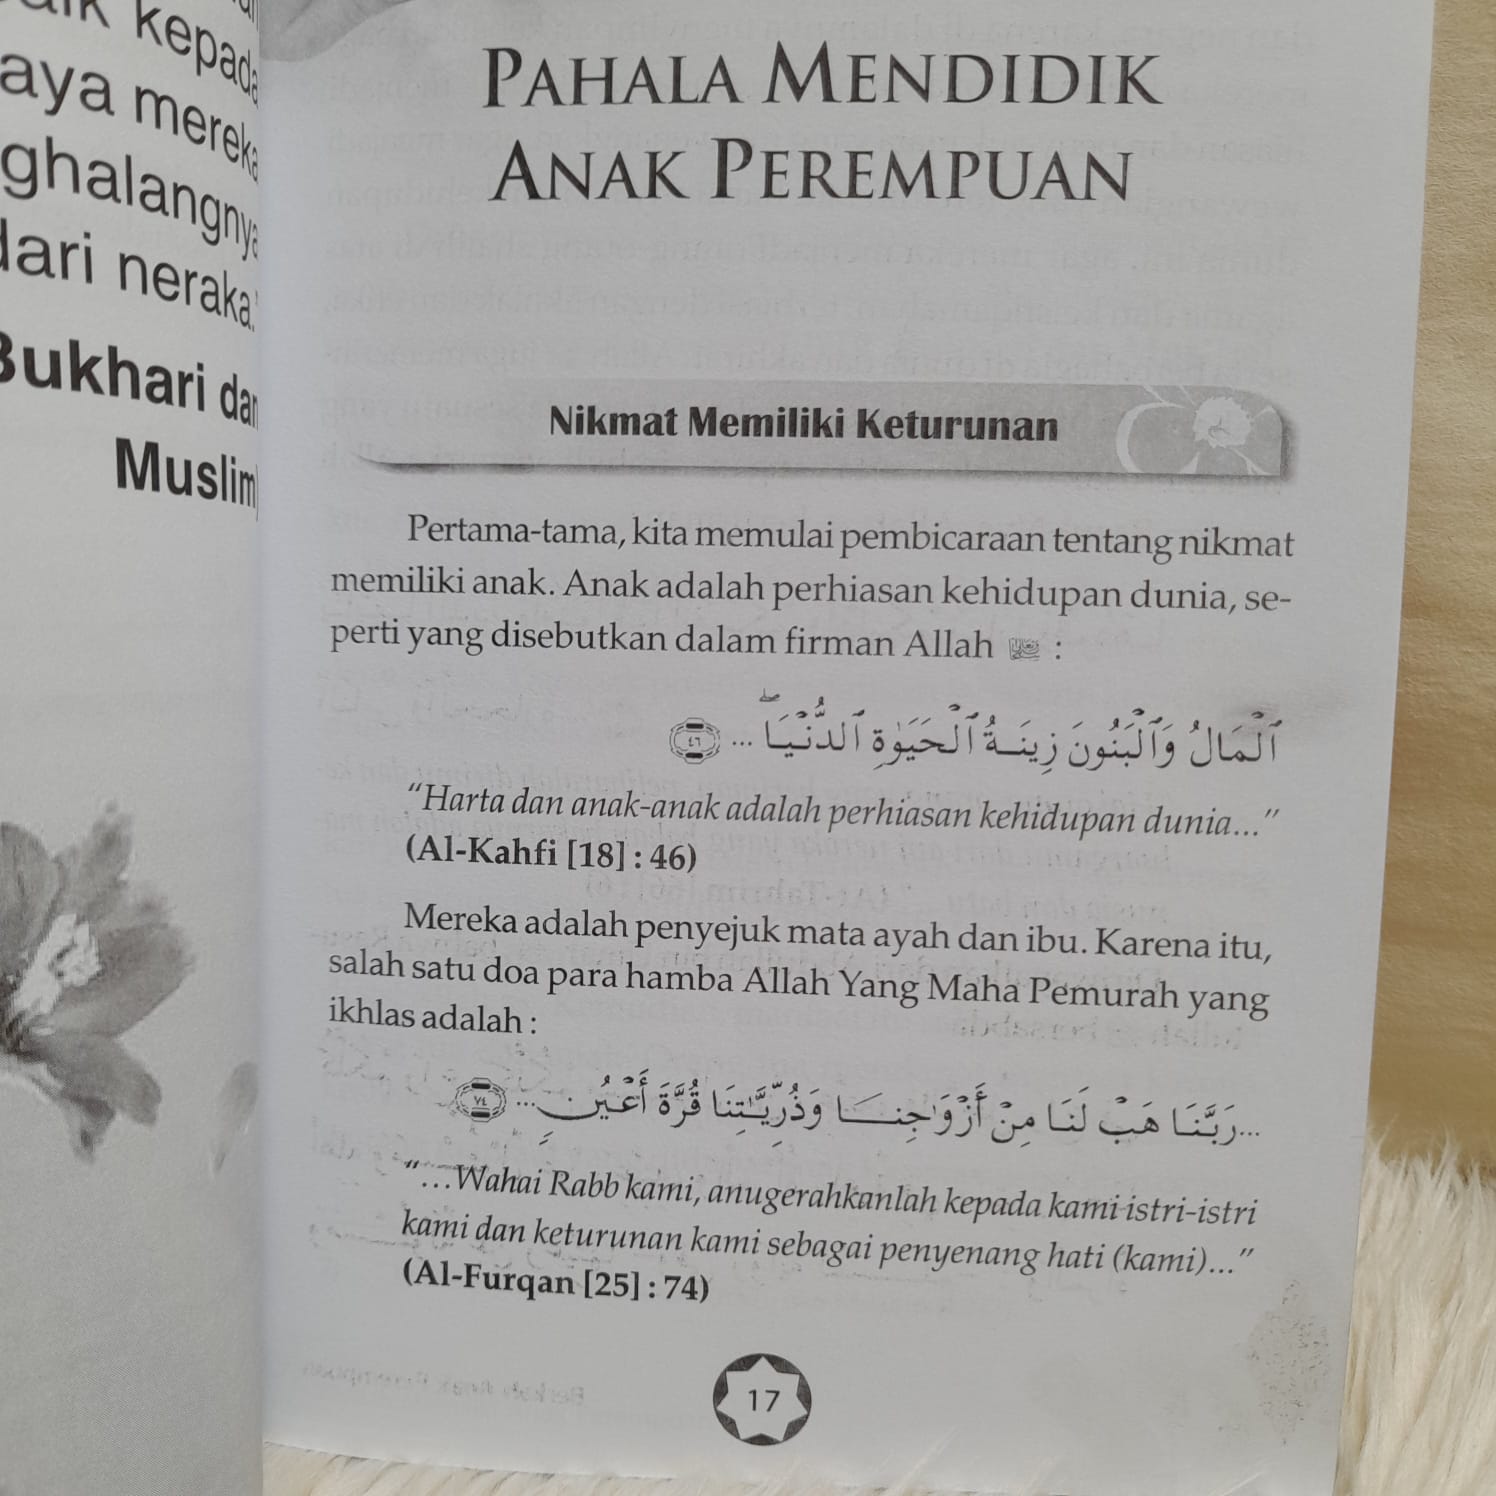 kepada
aya mereka
ghalangnya
dari neraka."
Bukhari dan
Muslim)
PAHALA MENDIDIK
ANAK PEREMPUAN
Nikmat Memiliki Keturunan
Pertama-tama, kita memulai pembicaraan tentang nikmat
memiliki anak. Anak adalah perhiasan kehidupan dunia, se-
perti yang disebutkan dalam firman Allah :
ٱلْمَالُ وَٱلْبَنُونَ زِينَةُ ٱلْحَيَوٰةِ ٱلدُّنْيَا ۖ ... ٤٦
“Harta dan anak-anak adalah perhiasan kehidupan dunia...”
(Al-Kahfi [18] : 46)
Mereka adalah penyejuk mata ayah dan ibu. Karena itu,
salah satu doa para hamba Allah Yang Maha Pemurah yang
ikhlas adalah :
...رَبَّنَا هَبْ لَنَا مِنْ أَزْوَٰجِنَا وَذُرِّيَّـٰتِنَا قُرَّةَ أَعْيُنٍ ... ٧٤
“...Wahai Rabb kami, anugerahkanlah kepada kami istri-istri
kami dan keturunan kami sebagai penyenang hati (kami)...”
(Al-Furqan [25] : 74)
17